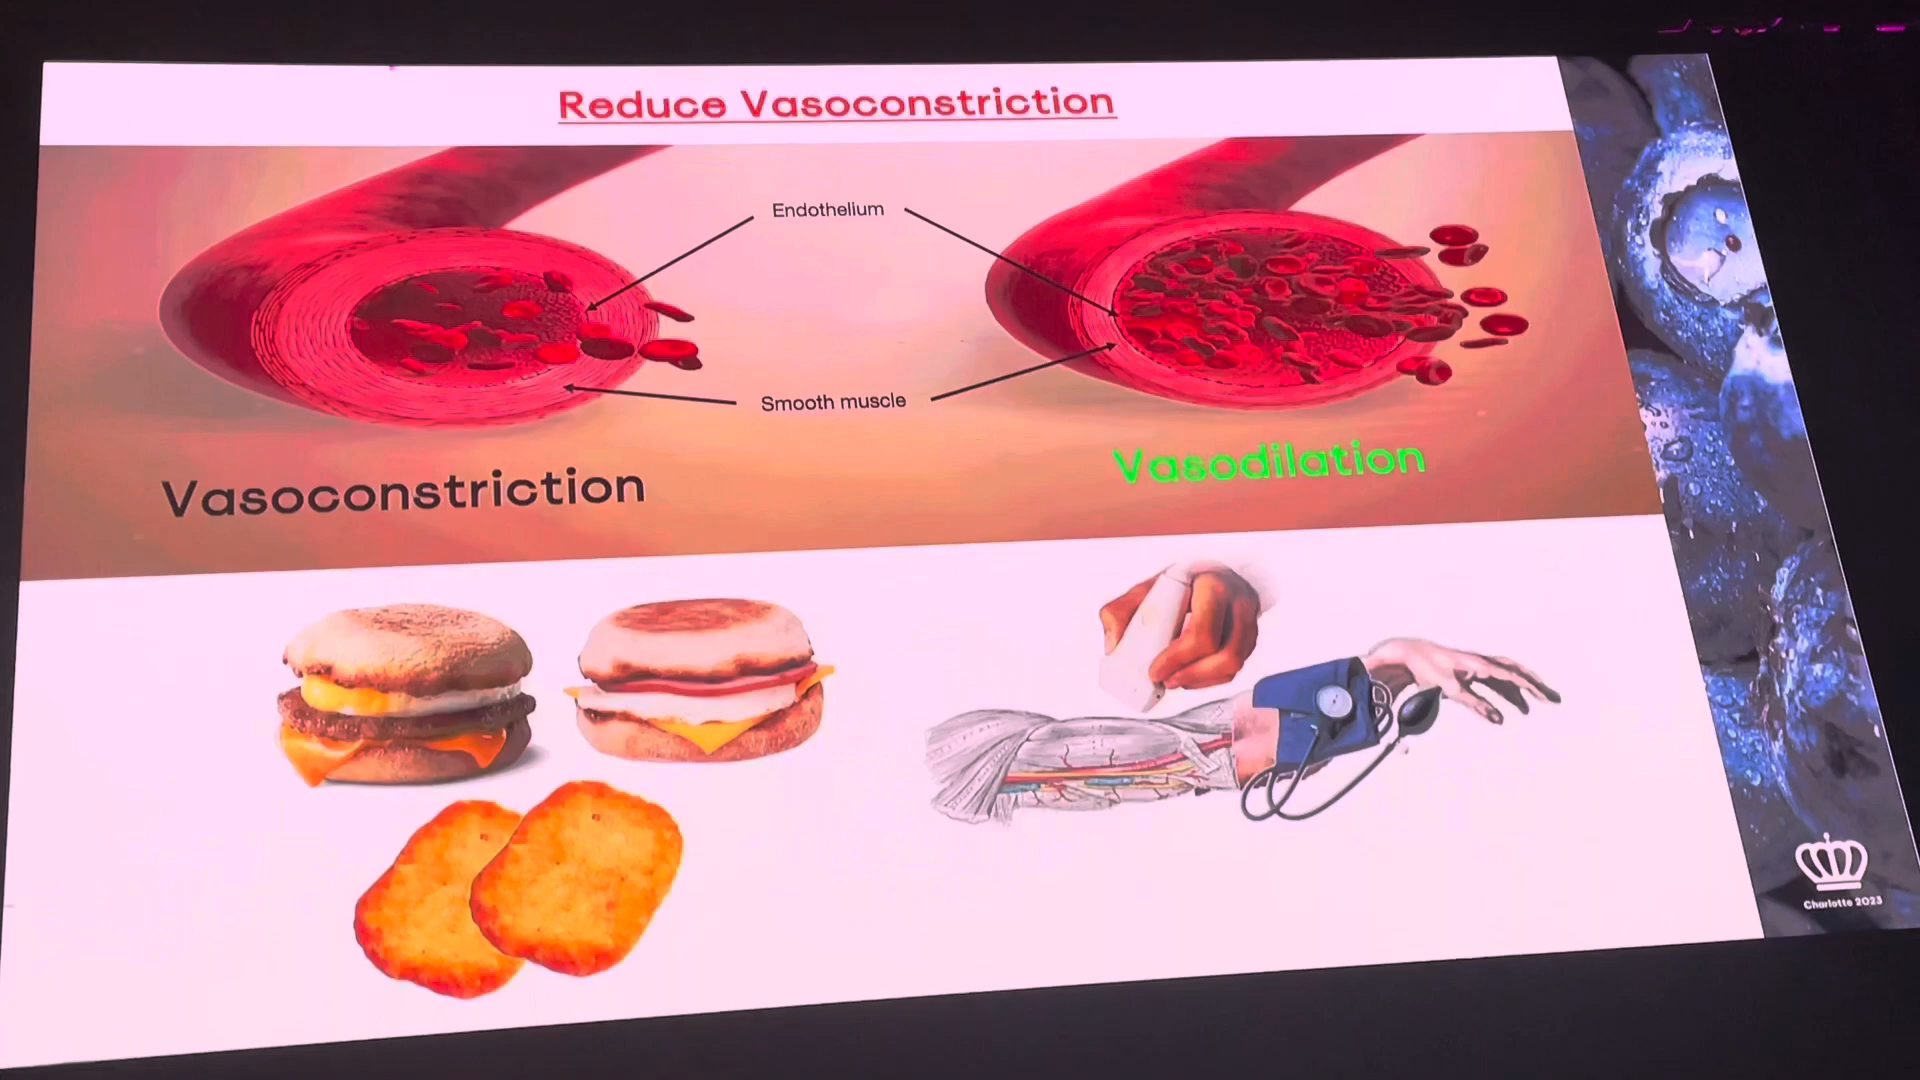 Reduce Vasoconstriction
Endothelium
Smooth muscle
Vasoconstriction
Vasodilation
Charlotte 2023